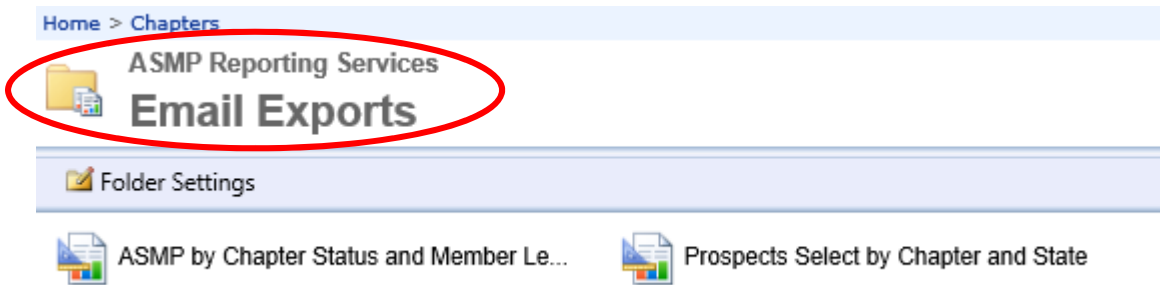 Home > Chapters
ASMP Reporting Services
Email Exports
Folder Settings
ASMP by Chapter Status and Member Le...
Prospects Select by Chapter and State